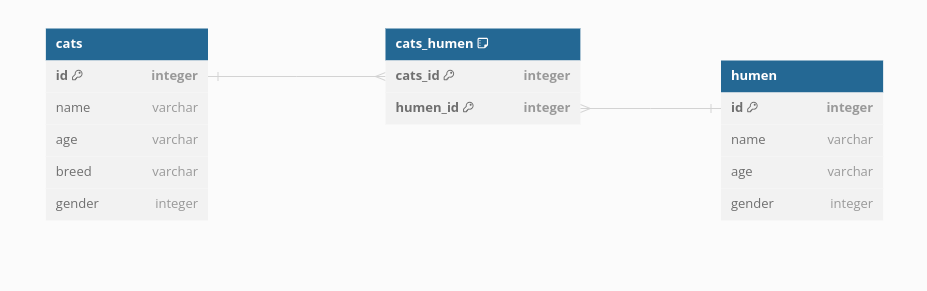 cats
id integer
name varchar
age varchar
breed varchar
gender integer
cats_humen
cats_id integer
humen_id integer
humen
id integer
name varchar
age varchar
gender integer